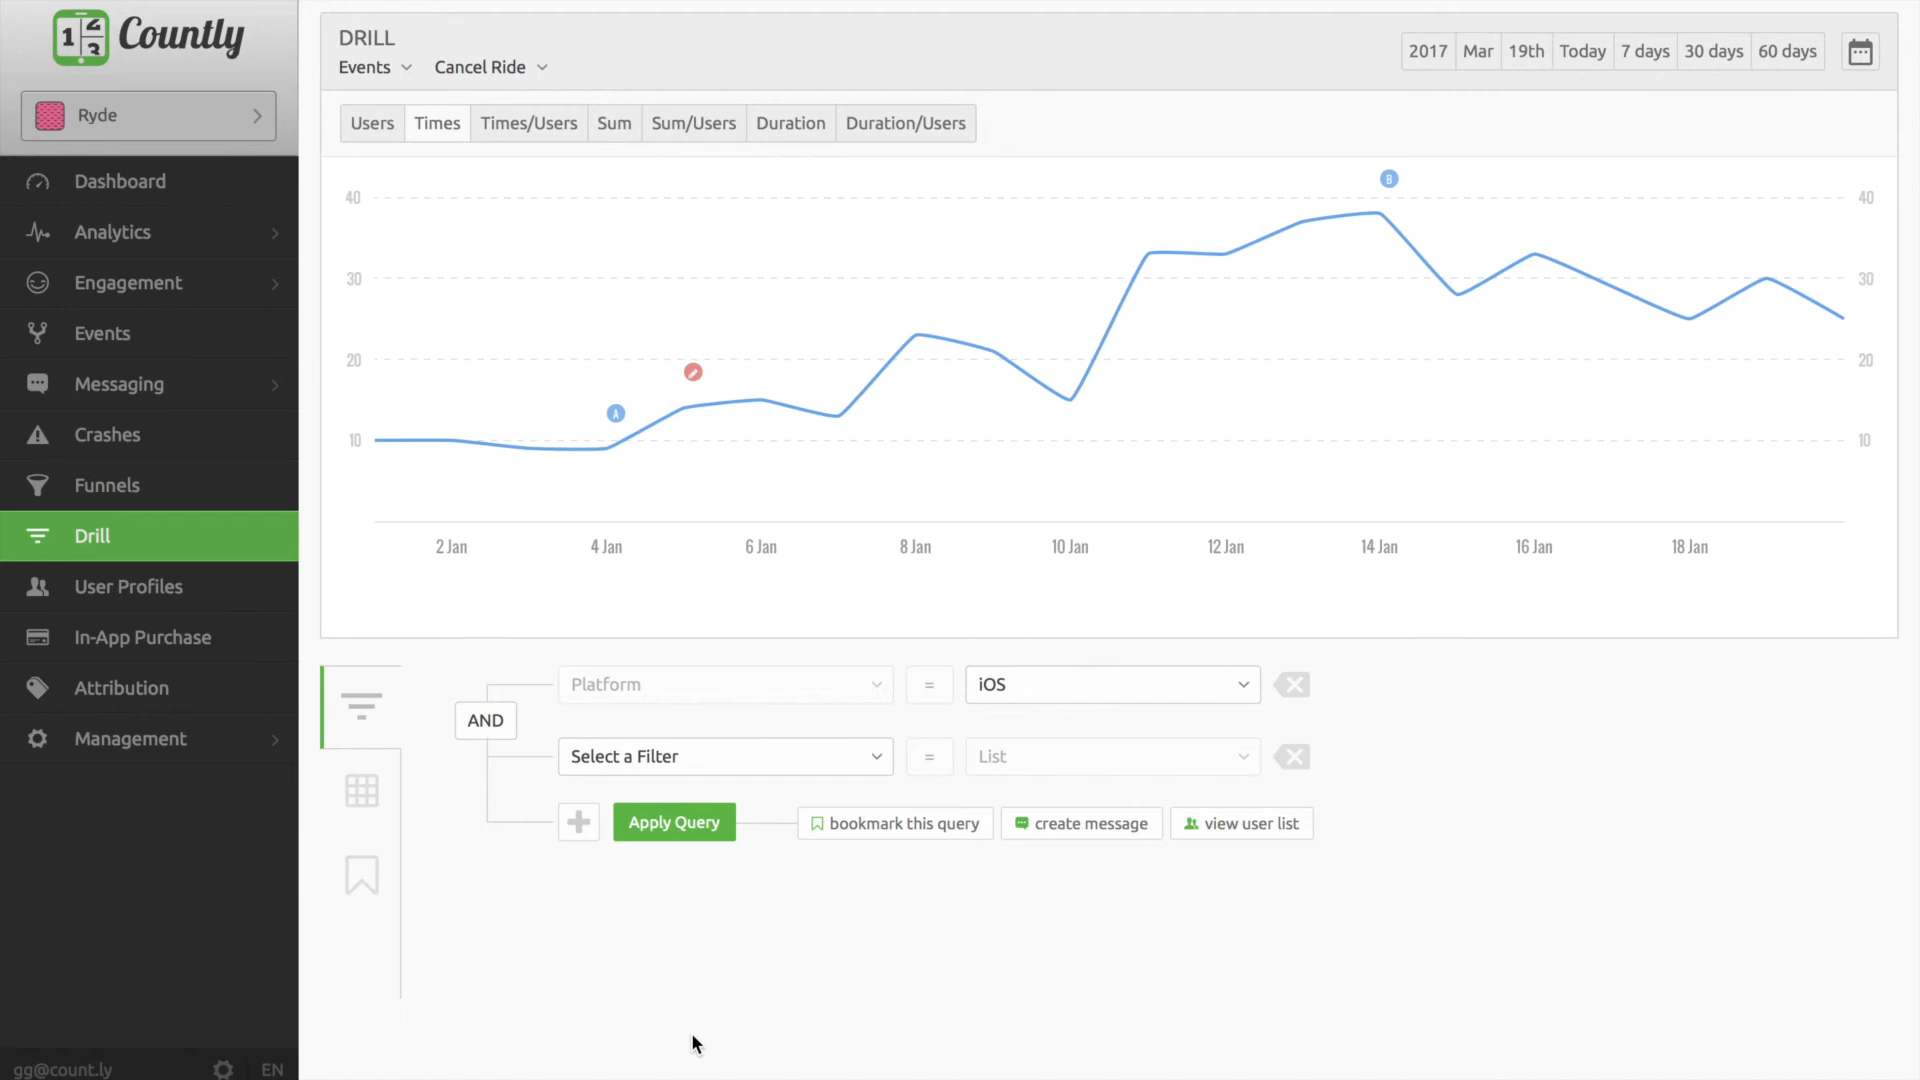 1 2 3 Countly
Ryde
Dashboard
Analytics
Engagement
Events
Messaging
Crashes
Funnels
Drill
User Profiles
In-App Purchase
Attribution
Management
gg@count.ly EN
DRILL
Events Cancel Ride
2017 Mar 19th Today 7 days 30 days 60 days
Users Times Times/Users Sum Sum/Users Duration Duration/Users
B
40 40
30 30
20 20
A
10 10
2 Jan 4 Jan 6 Jan 8 Jan 10 Jan 12 Jan 14 Jan 16 Jan 18 Jan
Platform = iOS
AND
Select a Filter = List
Apply Query bookmark this query create message view user list